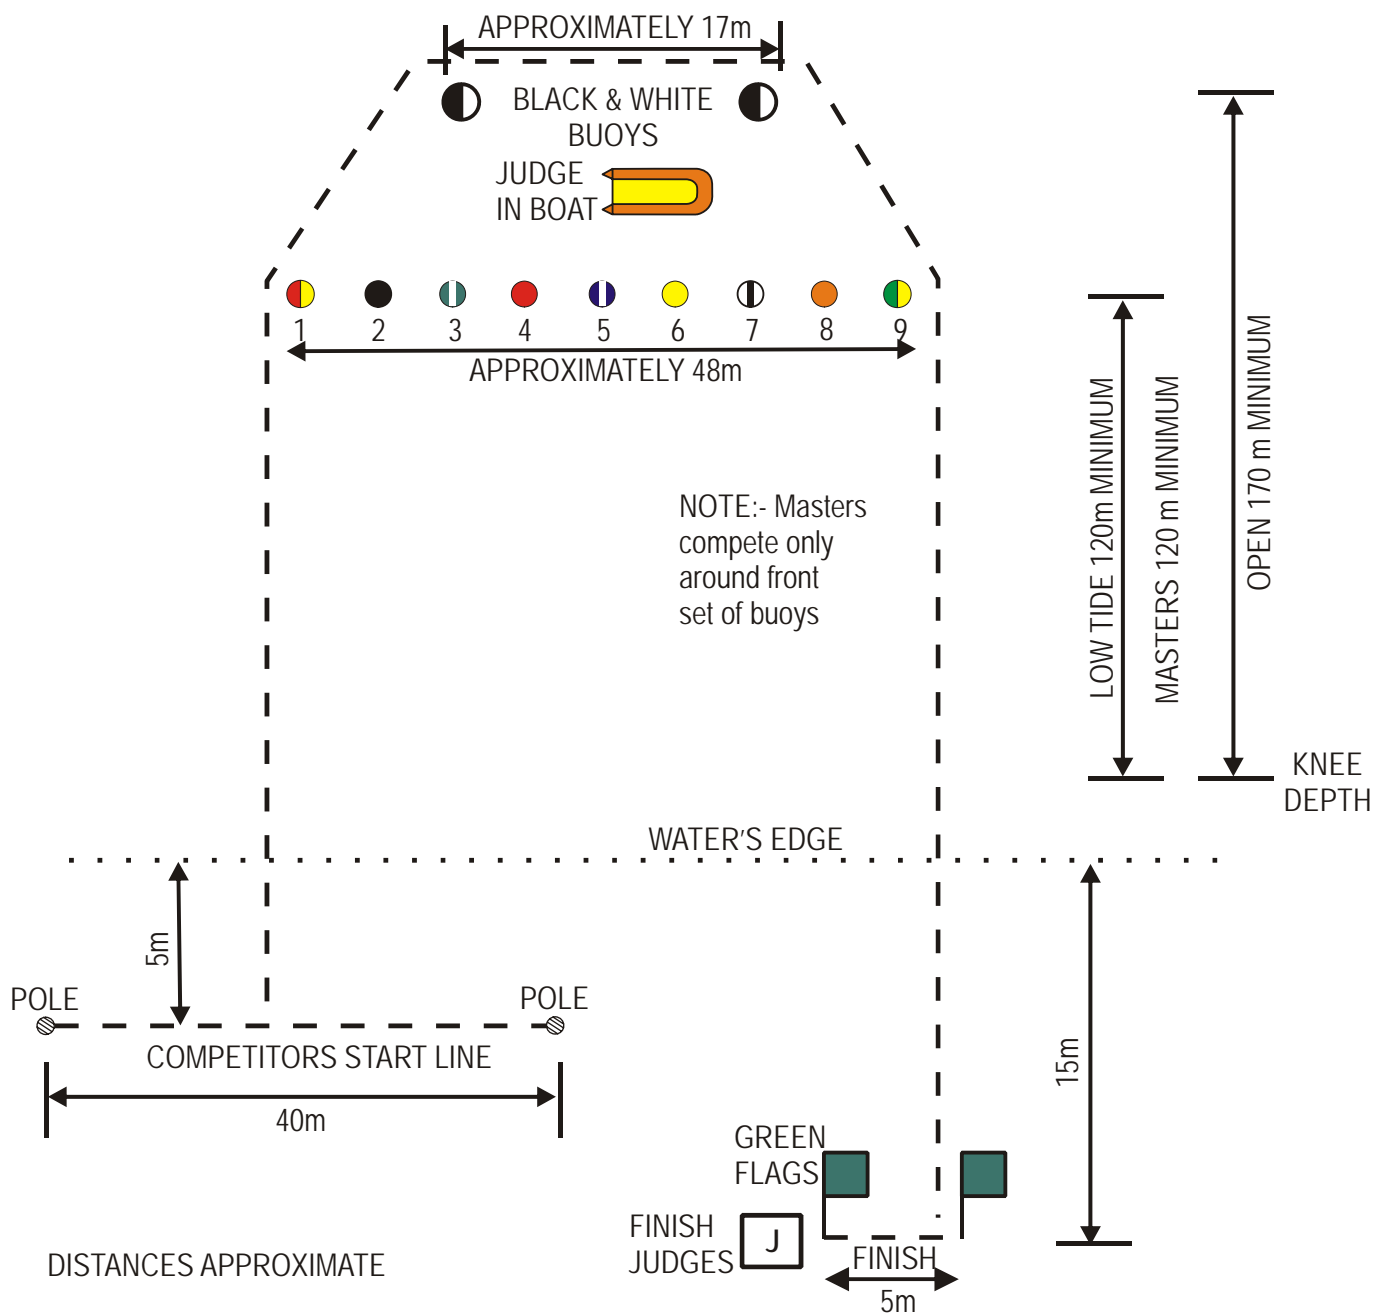 APPROXIMATELY 17m
BLACK & WHITE
BUOYS
JUDGE
IN BOAT
1 2 3 4 5 6 7 8 9
APPROXIMATELY 48m
NOTE:- Masters
compete only
around front
set of buoys
LOW TIDE 120m MINIMUM
MASTERS 120 m MINIMUM
OPEN 170 m MINIMUM
KNEE
DEPTH
WATER'S EDGE
5m
POLE
POLE
COMPETITORS START LINE
40m
15m
GREEN
FLAGS
FINISH
JUDGES
J
FINISH
5m
DISTANCES APPROXIMATE